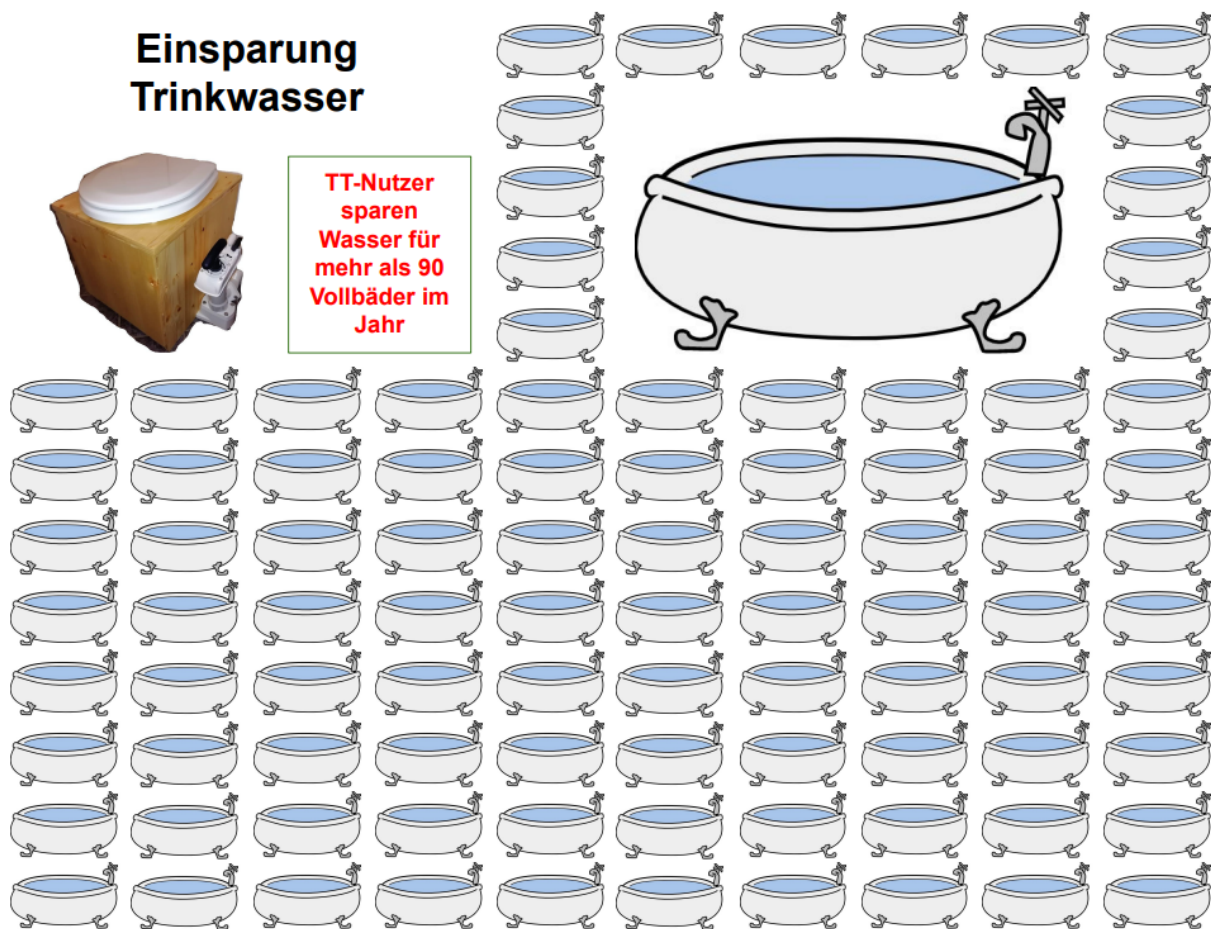 Einsparung
Trinkwasser
TT-Nutzer
sparen
Wasser für
mehr als 90
Vollbäder im
Jahr